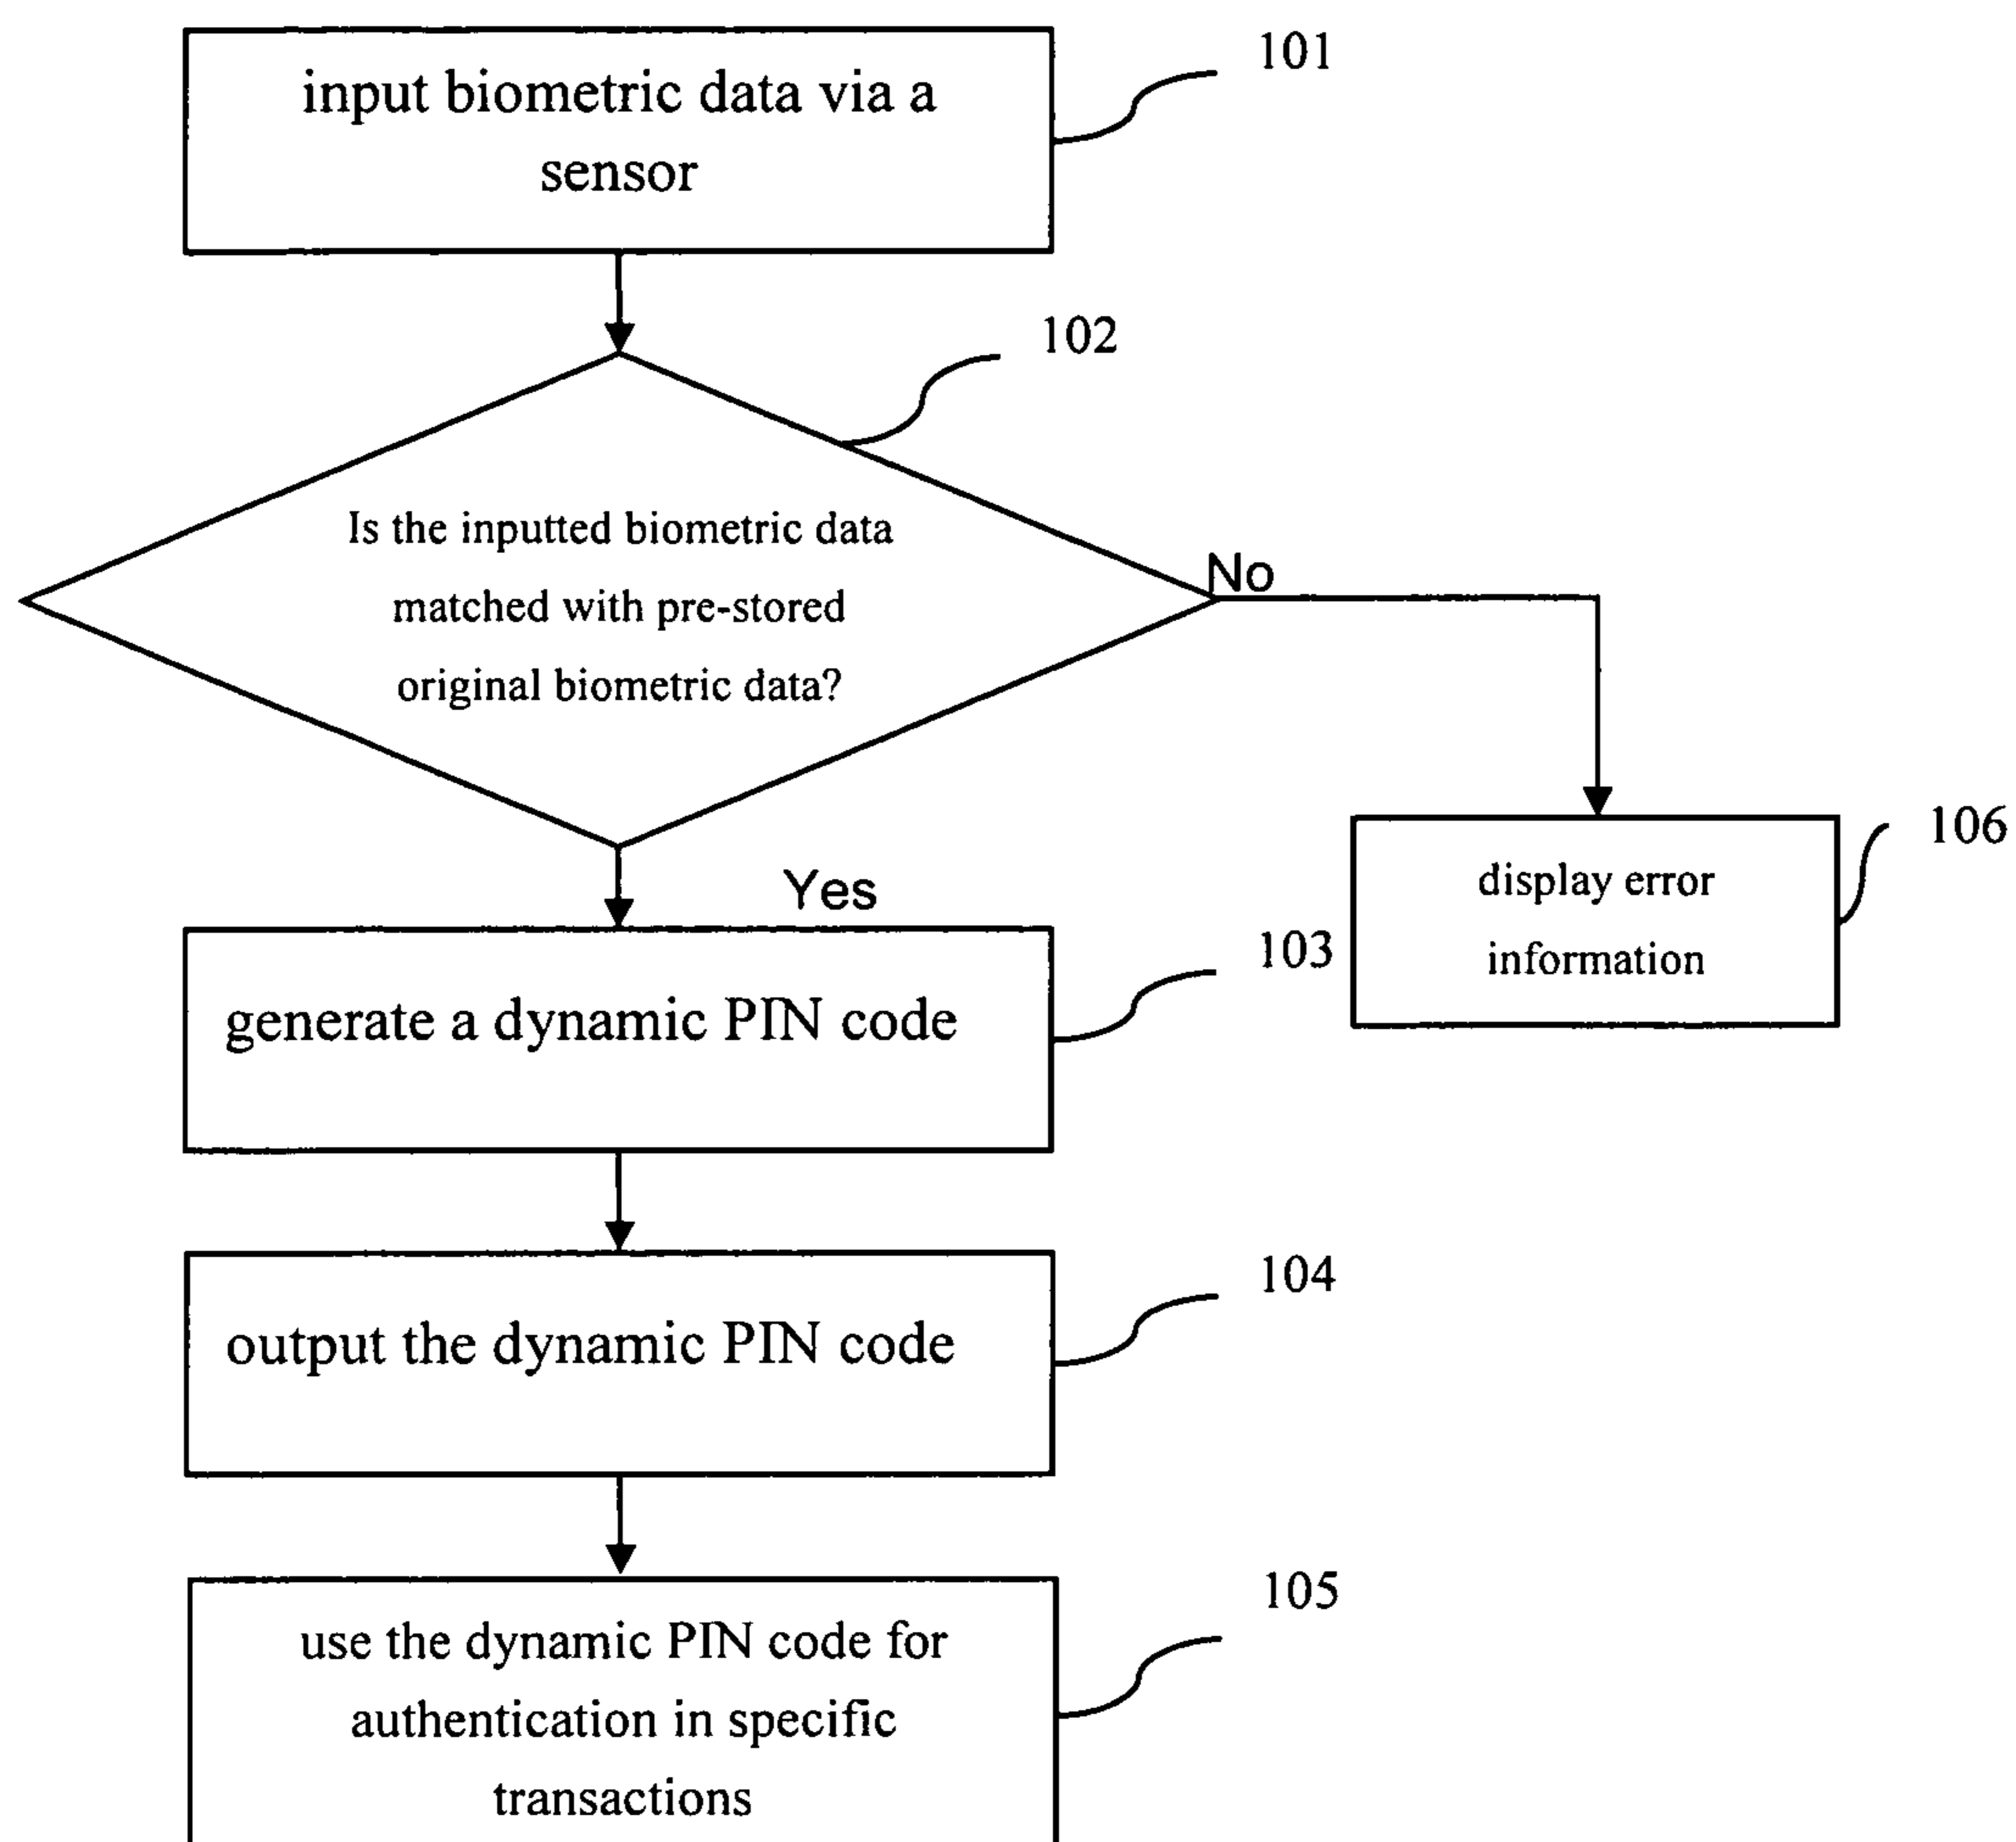 101
input biometric data via a
sensor
102
Is the inputted biometric data
matched with pre-stored
original biometric data?
No
Yes
106
display error
information
103
generate a dynamic PIN code
104
output the dynamic PIN code
105
use the dynamic PIN code for
authentication in specific
transactions